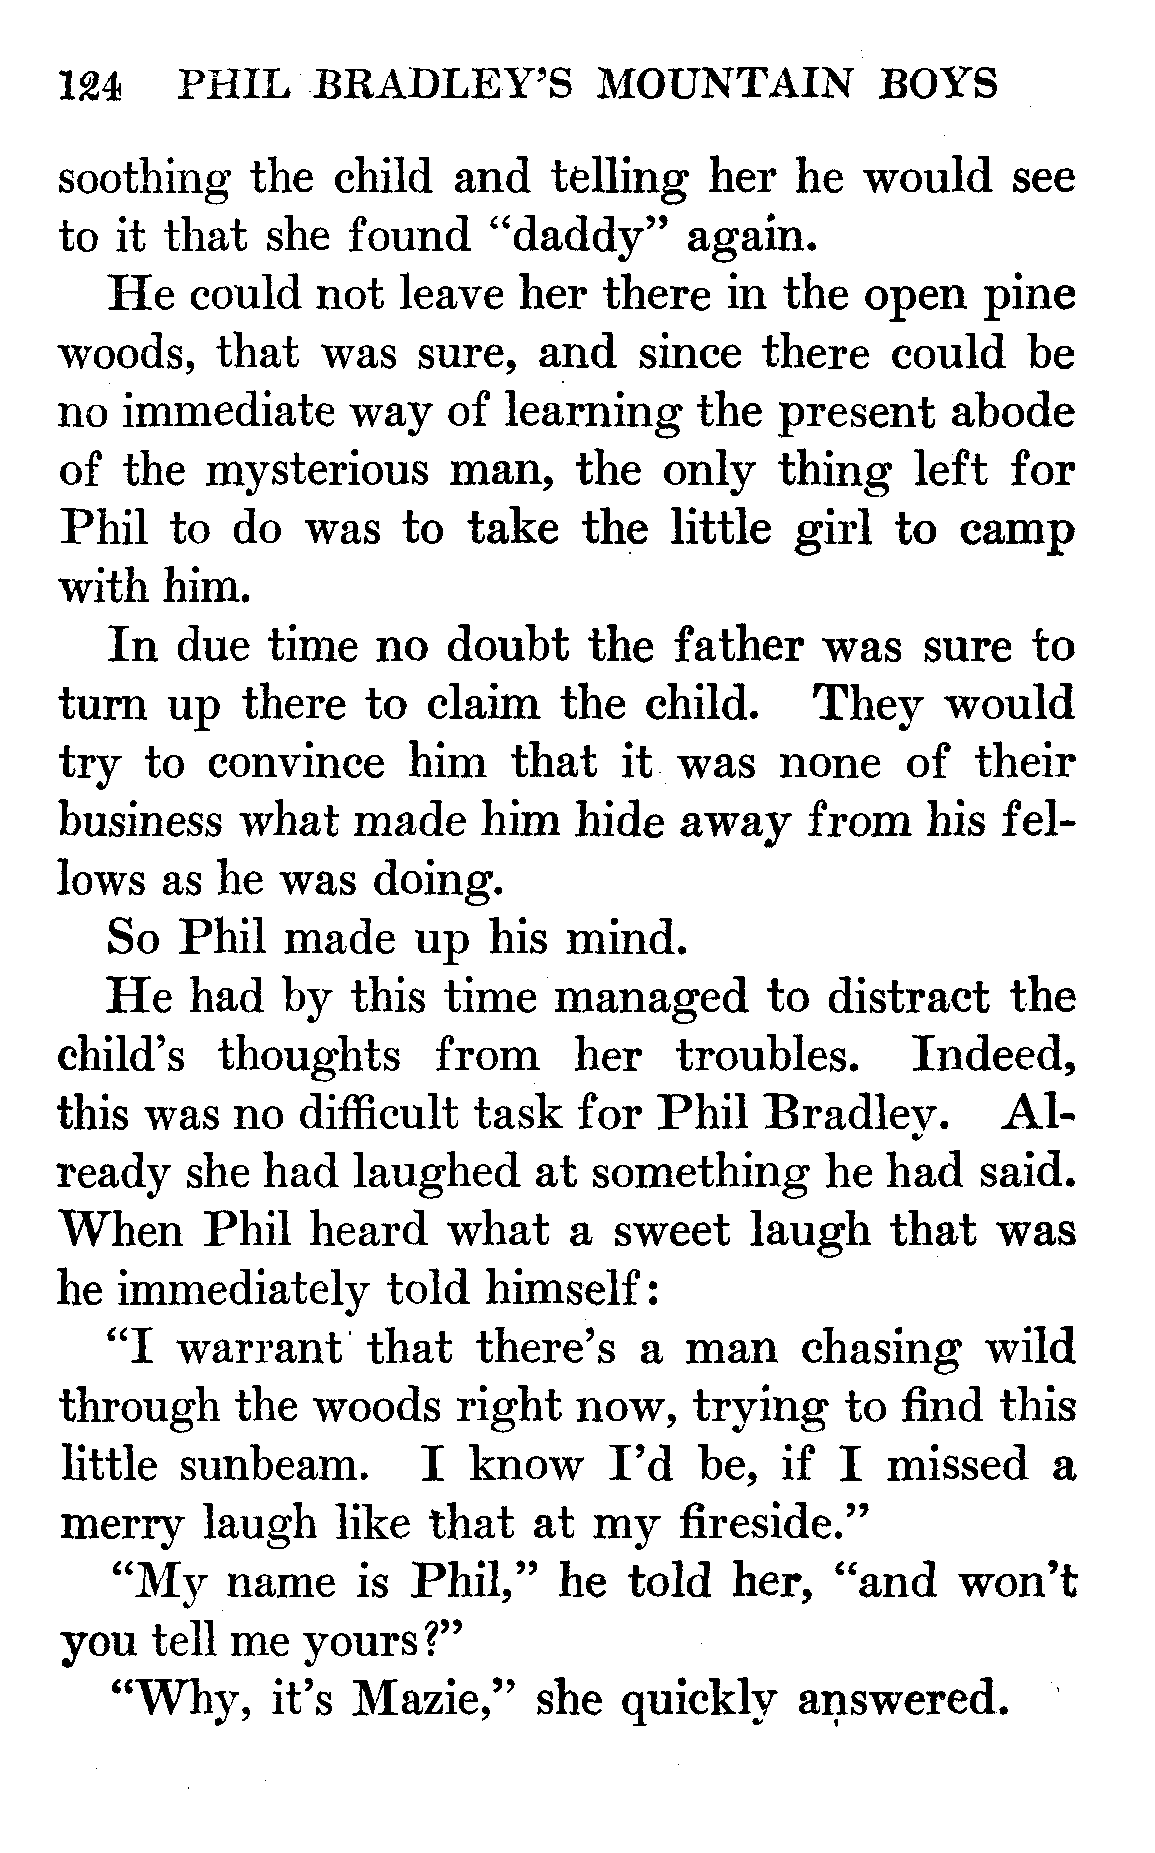 124 PHIL BRADLEY'S MOUNTAIN BOYS
soothing the child and telling her he would see
to it that she found "daddy" again.
He could not leave her there in the open pine
woods, that was sure, and since there could be
no immediate way of learning the present abode
of the mysterious man, the only thing left for
Phil to do was to take the little girl to camp
with him.
In due time no doubt the father was sure to
turn up there to claim the child. They would
try to convince him that it was none of their
business what made him hide away from his fel-
lows as he was doing.
So Phil made up his mind.
He had by this time managed to distract the
child's thoughts from her troubles. Indeed,
this was no difficult task for Phil Bradley. Al-
ready she had laughed at something he had said.
When Phil heard what a sweet laugh that was
he immediately told himself:
"I warrant that there's a man chasing wild
through the woods right now, trying to find this
little sunbeam. I know I'd be, if I missed a
merry laugh like that at my fireside."
"My name is Phil," he told her, "and won't
you tell me yours?"
"Why, it's Mazie," she quickly answered.